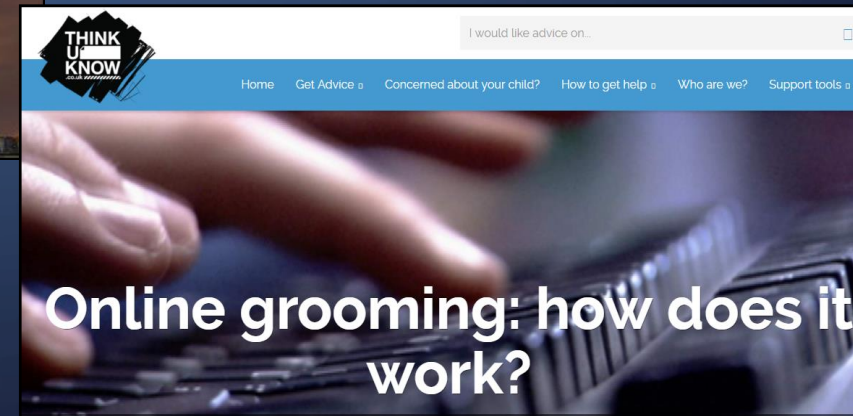 THINK
U
KNOW
.co.uk
I would like advice on...
Home Get Advice Concerned about your child? How to get help Who are we? Support tools
Online grooming: how does it
work?